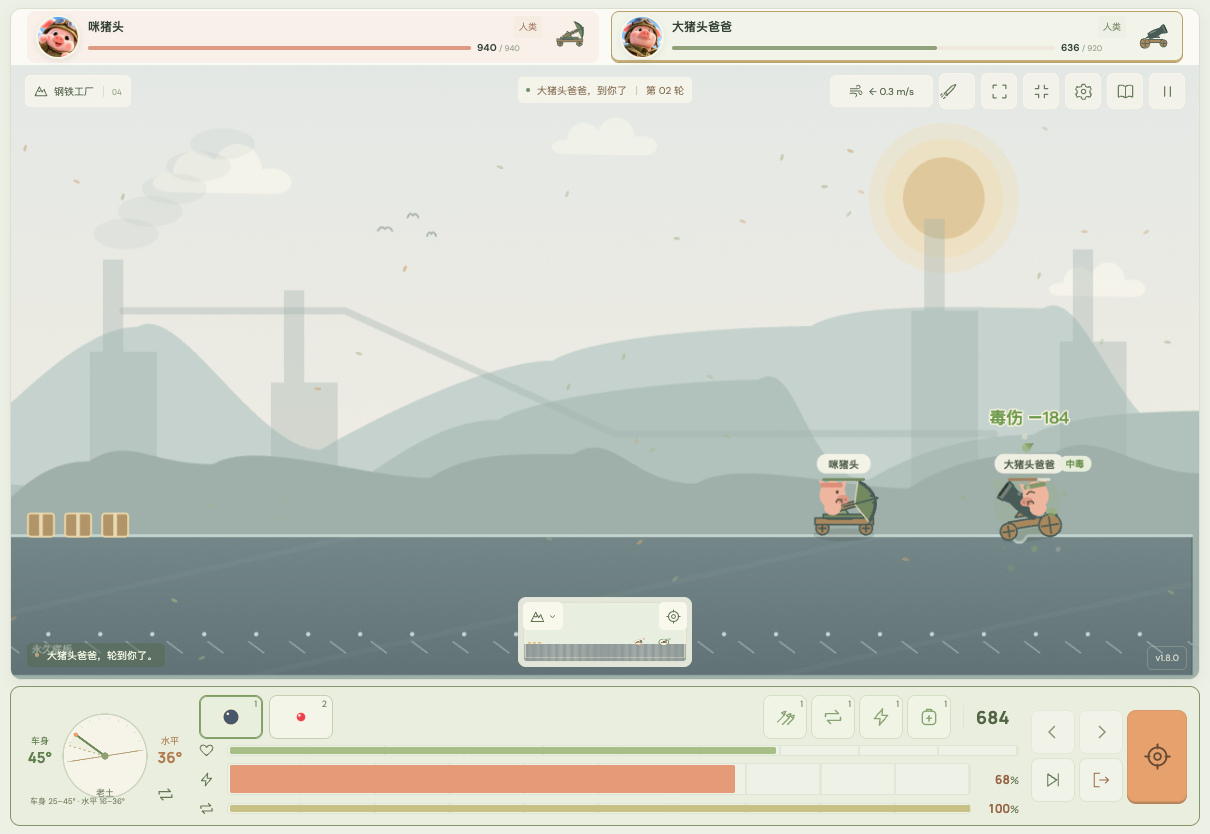 咪猪头
人类
940 / 940
大猪头爸爸
人类
636 / 920
钢铁工厂 04
大猪头爸爸，到你了 第 02 轮
← 0.3 m/s
毒伤 −184
咪猪头
大猪头爸爸 中毒
大猪头爸爸，轮到你了。
v1.8.0
车身
45°
水平
36°
老土
车身 25–45° · 水平 16–36°
1
2
1
1
1
1
684
68%
100%